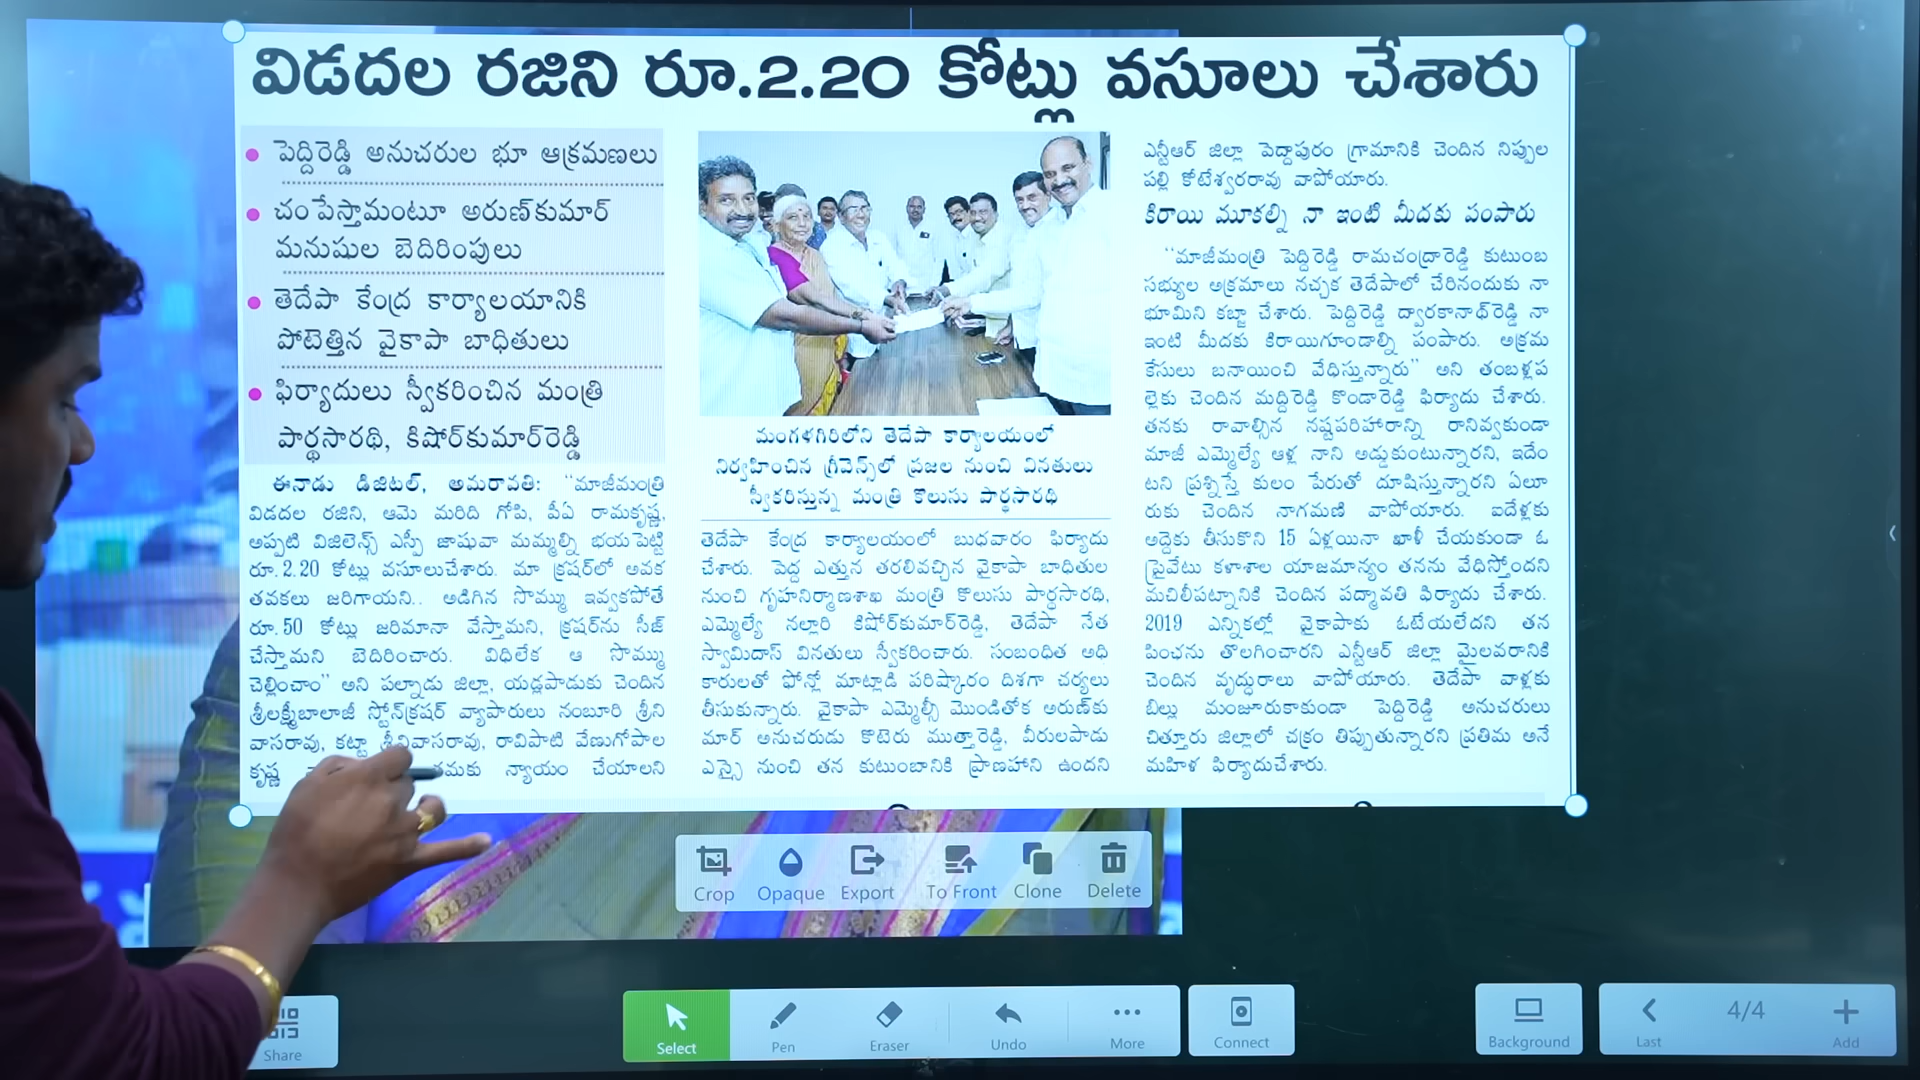 విడదల రజిని రూ.2.20 కోట్లు వసూలు చేశారు
పెద్దిరెడ్డి అనుచరుల భూ ఆక్రమణలు
చంపేస్తామంటూ అరుణ్‌కుమార్
మనుషుల బెదిరింపులు
తెదేపా కేంద్ర కార్యాలయానికి
పోటెత్తిన వైకాపా బాధితులు
ఫిర్యాదులు స్వీకరించిన మంత్రి
పార్థసారథి, కిషోర్‌కుమార్‌రెడ్డి
ఈనాడు డిజిటల్, అమరావతి: ‘‘మాజీమంత్రి
విడదల రజిని, ఆమె మరిది గోపి, పీఏ రామకృష్ణ,
అప్పటి విజిలెన్స్ ఎస్పీ జాషువా మమ్మల్ని భయపెట్టి
రూ.2.20 కోట్లు వసూలుచేశారు. మా క్రషర్‌లో అవక
తవకలు జరిగాయని.. అడిగిన సొమ్ము ఇవ్వకపోతే
రూ.50 కోట్లు జరిమానా వేస్తామని, క్రషర్‌ను సీజ్
చేస్తామని బెదిరించారు. విధిలేక ఆ సొమ్ము
చెల్లించాం’’ అని పల్నాడు జిల్లా, యడ్లపాడుకు చెందిన
శ్రీలక్ష్మీబాలాజీ స్టోన్‌క్రషర్ వ్యాపారులు నంబూరి శ్రీని
వాసరావు, కట్టా శ్రీనివాసరావు, రావిపాటి వేణుగోపాల
కృష్ణ తమకు న్యాయం చేయాలని
మంగళగిరిలోని తెదేపా కార్యాలయంలో
నిర్వహించిన గ్రీవెన్స్‌లో ప్రజల నుంచి వినతులు
స్వీకరిస్తున్న మంత్రి కొలుసు పార్థసారథి
తెదేపా కేంద్ర కార్యాలయంలో బుధవారం ఫిర్యాదు
చేశారు. పెద్ద ఎత్తున తరలివచ్చిన వైకాపా బాధితుల
నుంచి గృహనిర్మాణశాఖ మంత్రి కొలుసు పార్థసారథి,
ఎమ్మెల్యే నల్లారి కిషోర్‌కుమార్‌రెడ్డి, తెదేపా నేత
స్వామిదాస్ వినతులు స్వీకరించారు. సంబంధిత అధి
కారులతో ఫోన్లో మాట్లాడి పరిష్కారం దిశగా చర్యలు
తీసుకున్నారు. వైకాపా ఎమ్మెల్సీ మొండితోక అరుణ్‌కు
మార్ అనుచరుడు కొటెరు ముత్తారెడ్డి, వీరులపాడు
ఎస్సై నుంచి తన కుటుంబానికి ప్రాణహాని ఉందని
ఎన్టీఆర్ జిల్లా పెద్దాపురం గ్రామానికి చెందిన నిప్పుల
పల్లి కోటేశ్వరరావు వాపోయారు.
కిరాయి మూకల్ని నా ఇంటి మీదకు పంపారు
‘‘మాజీమంత్రి పెద్దిరెడ్డి రామచంద్రారెడ్డి కుటుంబ
సభ్యుల అక్రమాలు నచ్చక తెదేపాలో చేరినందుకు నా
భూమిని కబ్జా చేశారు. పెద్దిరెడ్డి ద్వారకానాథ్‌రెడ్డి నా
ఇంటి మీదకు కిరాయిగూండాల్ని పంపారు. అక్రమ
కేసులు బనాయించి వేధిస్తున్నారు’’ అని తంబళ్లప
ల్లెకు చెందిన మద్దిరెడ్డి కొండారెడ్డి ఫిర్యాదు చేశారు.
తనకు రావాల్సిన నష్టపరిహారాన్ని రానివ్వకుండా
మాజీ ఎమ్మెల్యే ఆళ్ల నాని అడ్డుకుంటున్నారని, ఇదేం
టని ప్రశ్నిస్తే కులం పేరుతో దూషిస్తున్నారని ఏలూ
రుకు చెందిన నాగమణి వాపోయారు. ఐదేళ్లకు
అద్దెకు తీసుకొని 15 ఏళ్లయినా ఖాళీ చేయకుండా ఓ
ప్రైవేటు కళాశాల యాజమాన్యం తనను వేధిస్తోందని
మచిలీపట్నానికి చెందిన పద్మావతి ఫిర్యాదు చేశారు.
2019 ఎన్నికల్లో వైకాపాకు ఓటేయలేదని తన
పింఛను తొలగించారని ఎన్టీఆర్ జిల్లా మైలవరానికి
చెందిన వృద్ధురాలు వాపోయారు. తెదేపా వాళ్లకు
బిల్లు మంజూరుకాకుండా పెద్దిరెడ్డి అనుచరులు
చిత్తూరు జిల్లాలో చక్రం తిప్పుతున్నారని ప్రతిమ అనే
మహిళ ఫిర్యాదుచేశారు.
Crop Opaque Export To Front Clone Delete
Share Select Pen Eraser Undo More Connect Background Last 4/4 Add